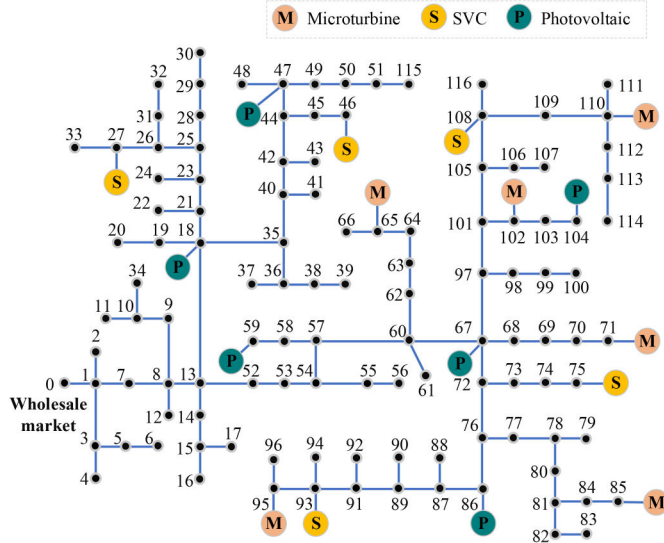 M Microturbine S SVC P Photovoltaic
30
32 29 48 47 49 50 51 115 116 111
P
31 28 44 45 46 108 109 110 M
33 27 26 25 S 112
S 24 23 42 43 S 105 106 107 113
22 21 40 41 M M P
20 19 18 35 66 65 64 101 102 103 104 114
P
34 37 36 38 39 63 97 98 99 100
11 10 9 62
2 59 58 57 60 67 68 69 70 71 M
P P
0 1 7 8 13 52 53 54 55 56 61 72 73 74 75 S
Wholesale
market
12 14
3 5 6 15 17 76 77 78 79
4 16 96 94 92 90 88 80
95 93 91 89 87 86 81 84 85 M
M S P
82 83